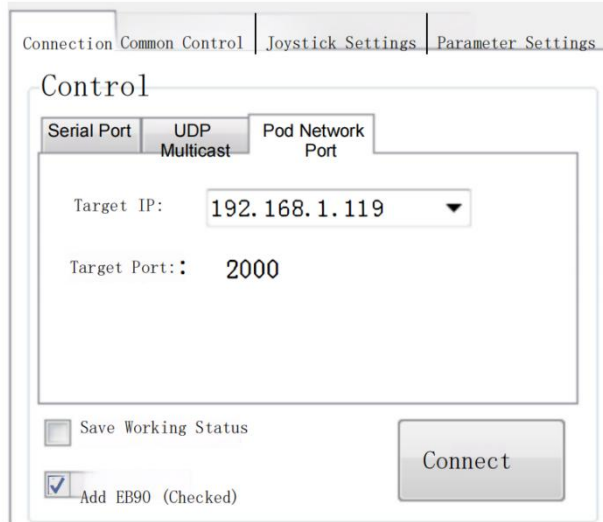 Connection Common Control Joystick Settings Parameter Settings
Control
Serial Port UDP Multicast Pod Network Port
Target IP: 192.168.1.119
Target Port:: 2000
Save Working Status
Add EB90 (Checked)
Connect